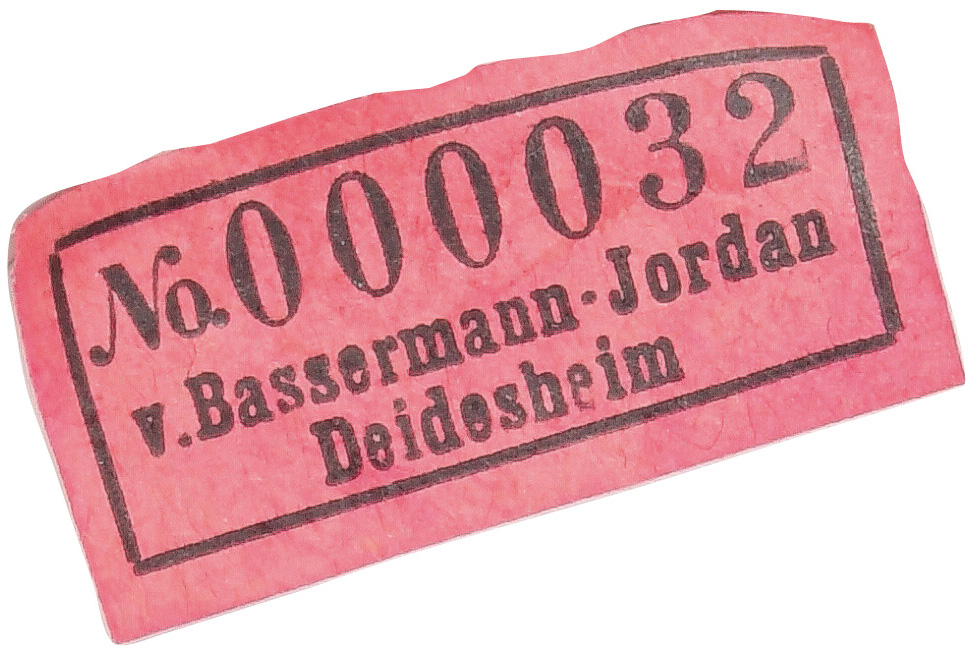 No. 000032
v. Bassermann-Jordan
Deidesheim